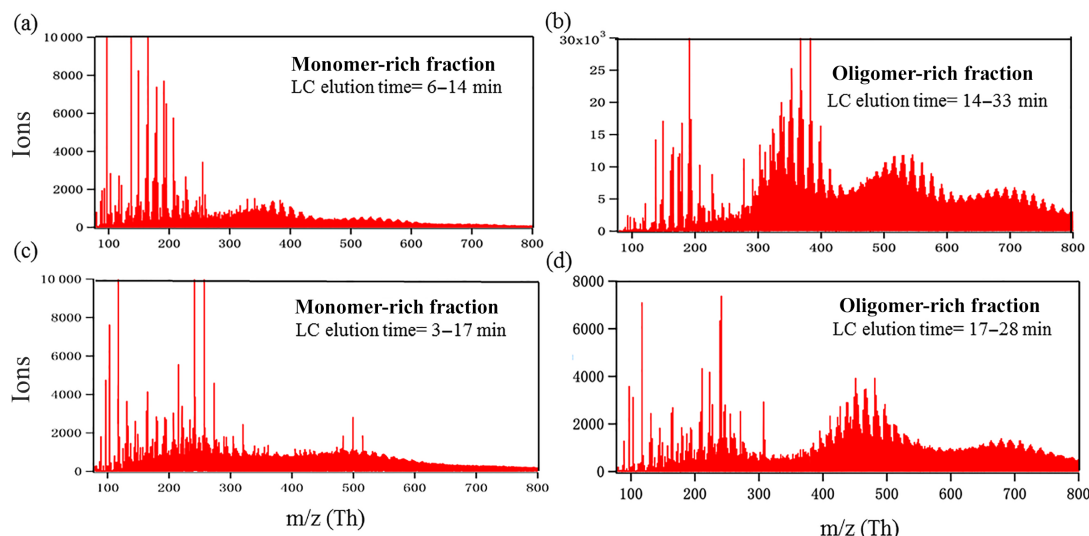 (a)
10 000
8000
6000
4000
2000
0
Ions
Monomer-rich fraction
LC elution time= 6–14 min
100 200 300 400 500 600 700 800
(b)
30x10³
25
20
15
10
5
0
Oligomer-rich fraction
LC elution time= 14–33 min
100 200 300 400 500 600 700 800
(c)
10 000
8000
6000
4000
2000
0
Ions
Monomer-rich fraction
LC elution time= 3–17 min
100 200 300 400 500 600 700 800
m/z (Th)
(d)
8000
6000
4000
2000
0
Oligomer-rich fraction
LC elution time= 17–28 min
100 200 300 400 500 600 700 800
m/z (Th)